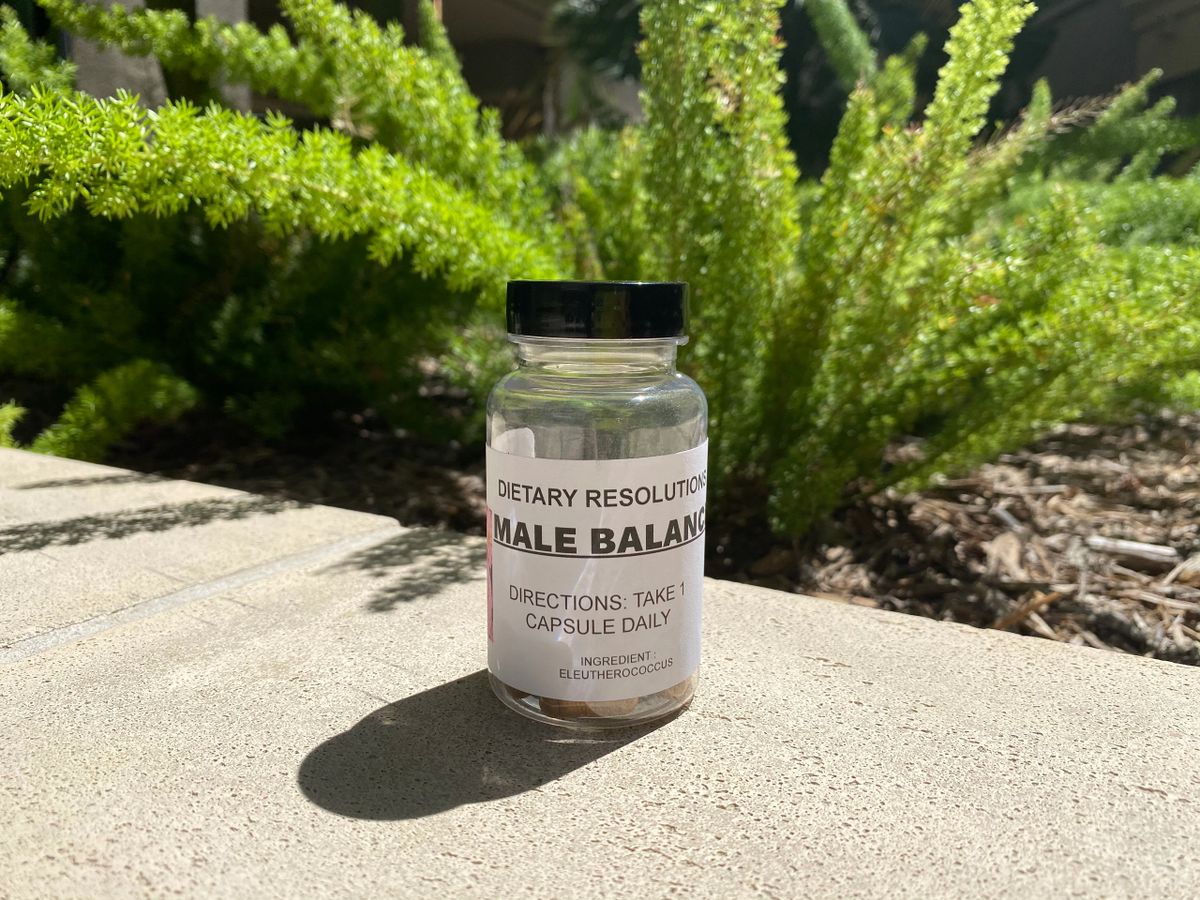 DIETARY RESOLUTIONS
MALE BALANC
DIRECTIONS: TAKE 1
CAPSULE DAILY
INGREDIENT :
ELEUTHEROCOCCUS